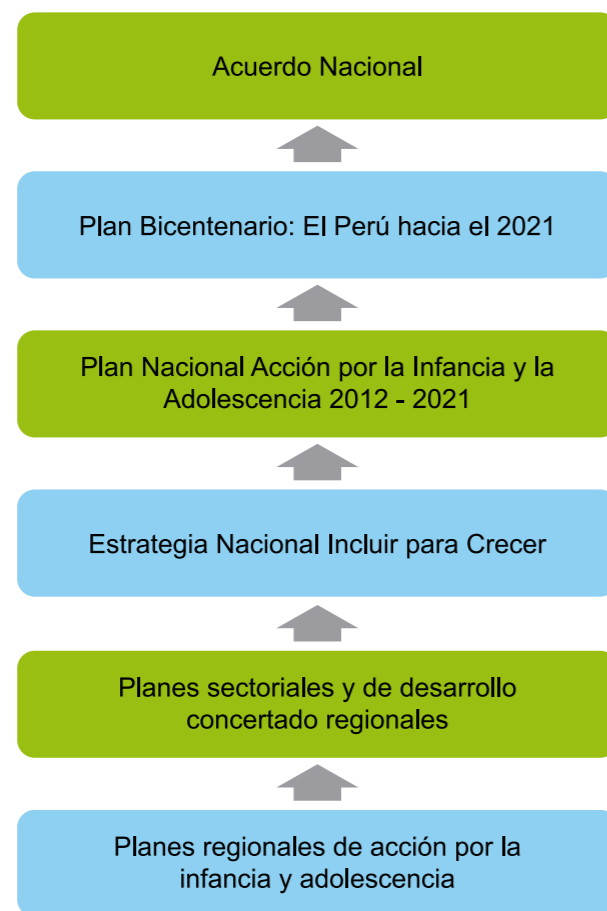 Acuerdo Nacional
Plan Bicentenario: El Perú hacia el 2021
Plan Nacional Acción por la Infancia y la
Adolescencia 2012 - 2021
Estrategia Nacional Incluir para Crecer
Planes sectoriales y de desarrollo
concertado regionales
Planes regionales de acción por la
infancia y adolescencia